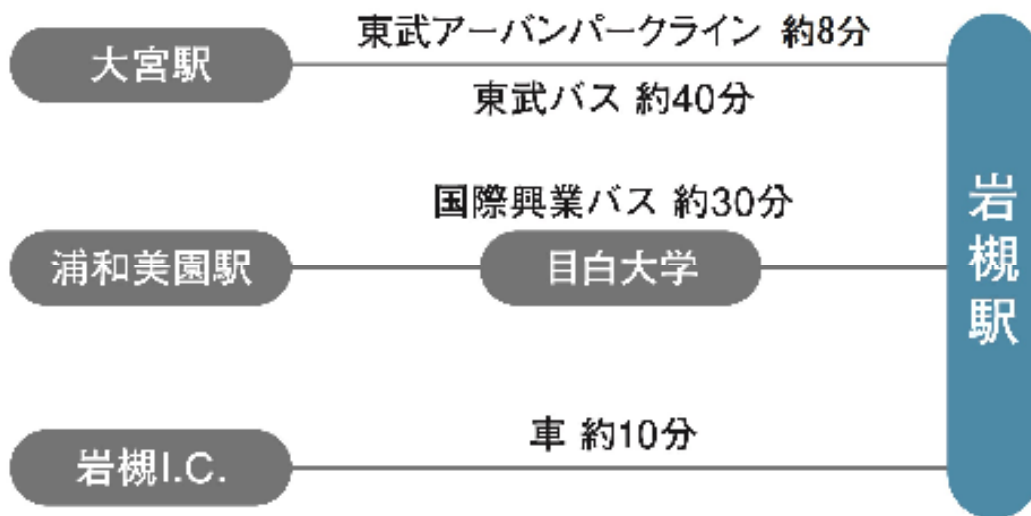 大宮駅
東武アーバンパークライン 約8分
東武バス 約40分
国際興業バス 約30分
浦和美園駅
目白大学
車 約10分
岩槻I.C.
岩槻駅